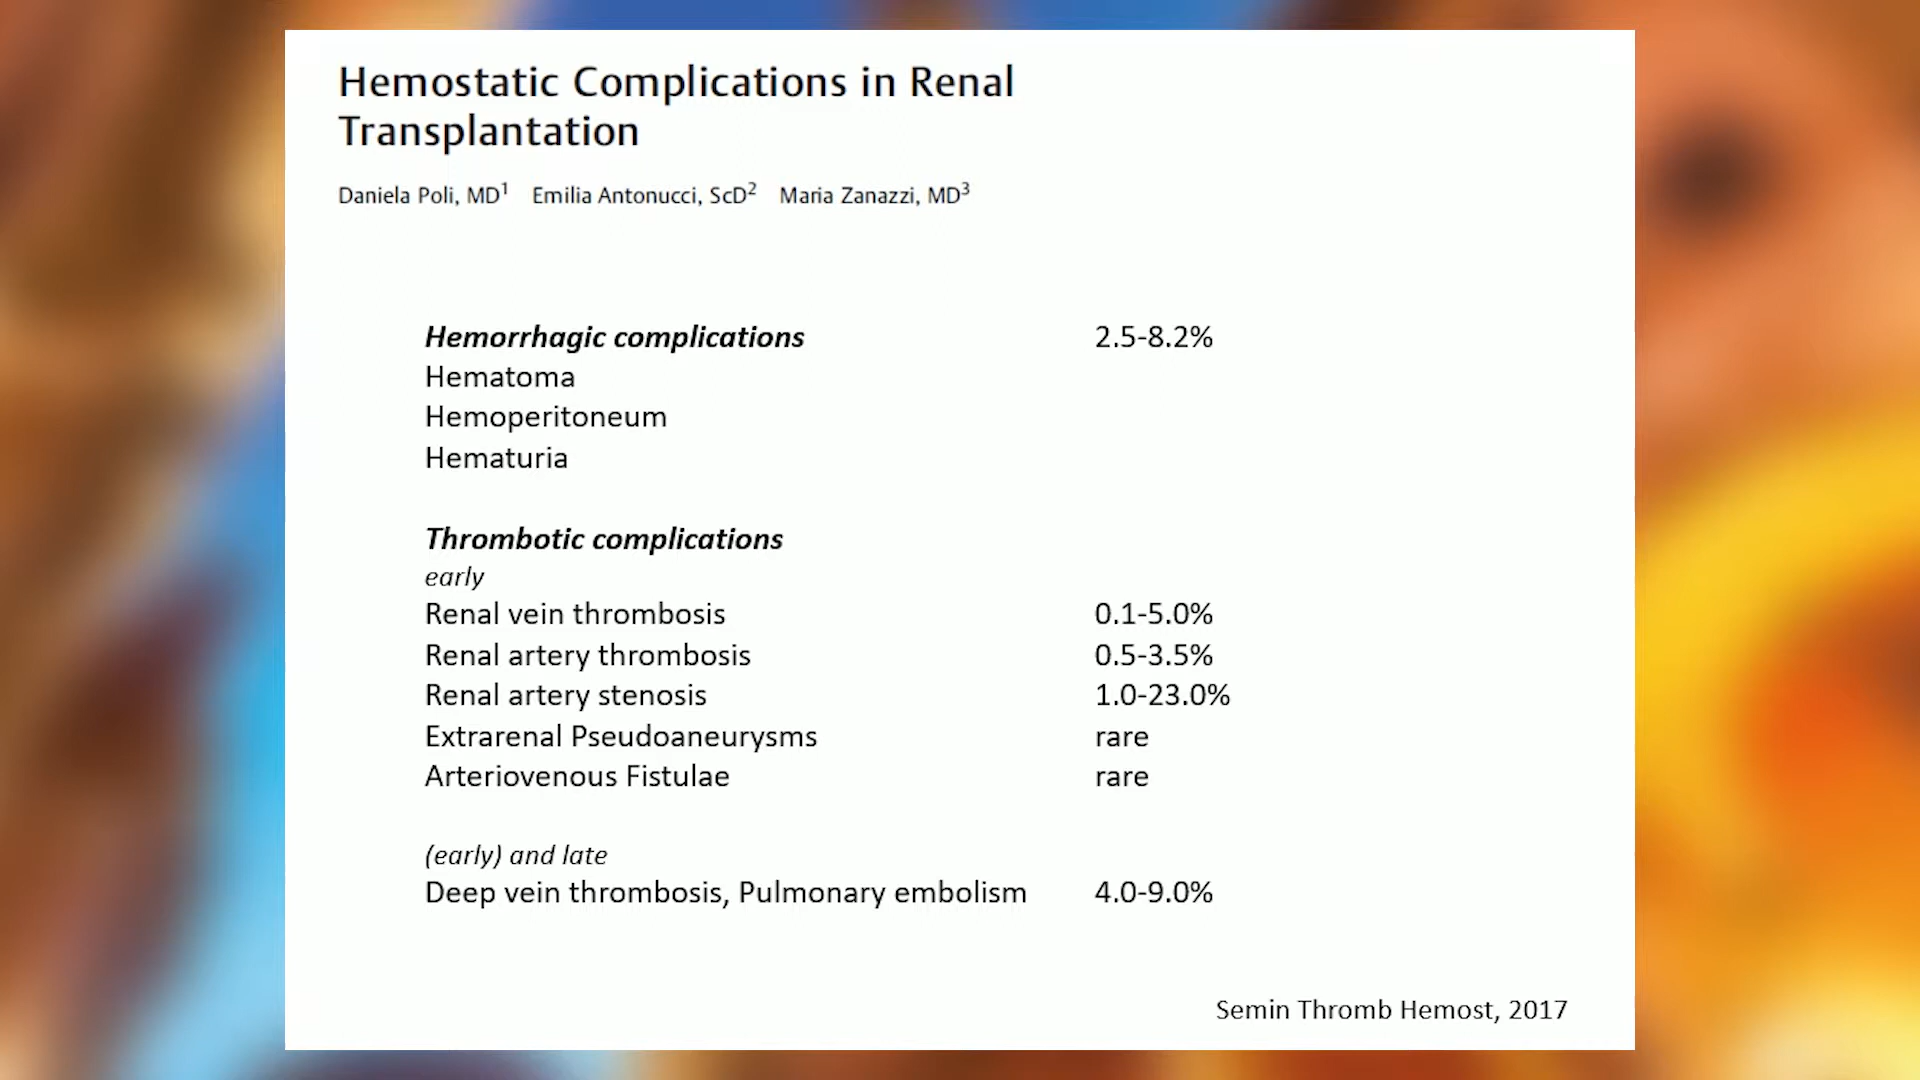 Hemostatic Complications in Renal
Transplantation
Daniela Poli, MD¹ Emilia Antonucci, ScD² Maria Zanazzi, MD³
Hemorrhagic complications 2.5-8.2%
Hematoma
Hemoperitoneum
Hematuria
Thrombotic complications
early
Renal vein thrombosis 0.1-5.0%
Renal artery thrombosis 0.5-3.5%
Renal artery stenosis 1.0-23.0%
Extrarenal Pseudoaneurysms rare
Arteriovenous Fistulae rare
(early) and late
Deep vein thrombosis, Pulmonary embolism 4.0-9.0%
Semin Thromb Hemost, 2017